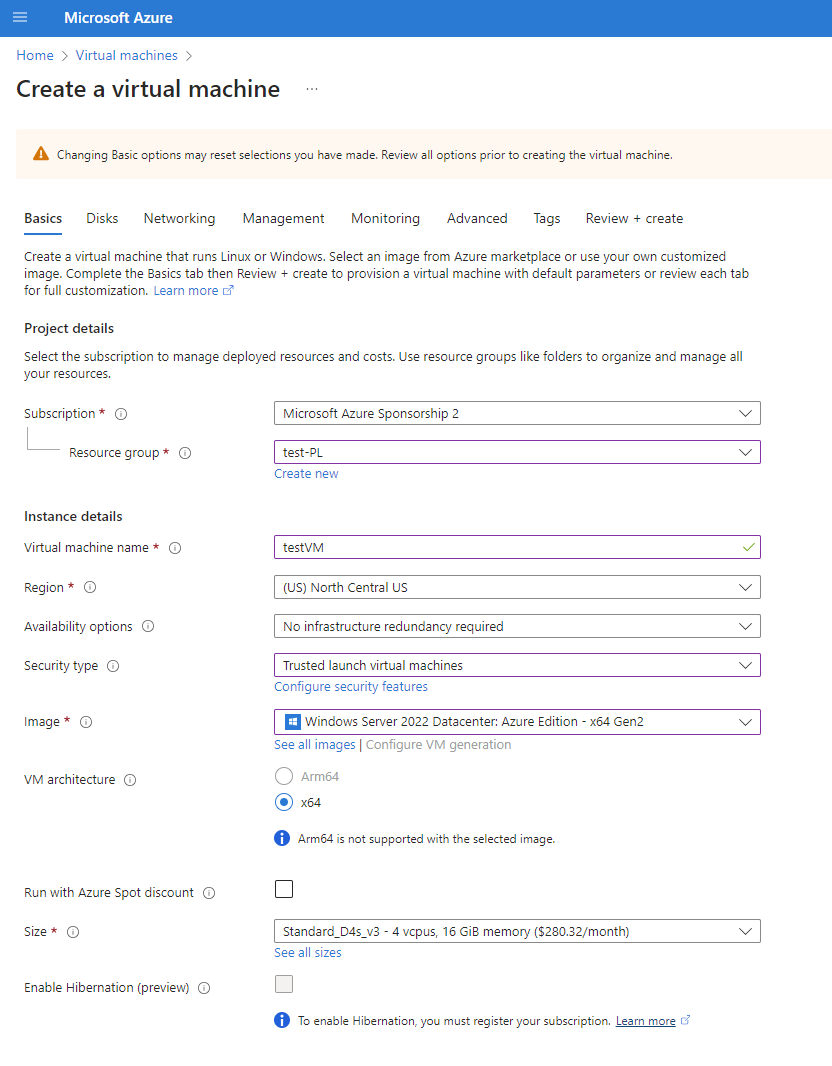 Microsoft Azure
Home > Virtual machines >
Create a virtual machine ...
Changing Basic options may reset selections you have made. Review all options prior to creating the virtual machine.
Basics Disks Networking Management Monitoring Advanced Tags Review + create
Create a virtual machine that runs Linux or Windows. Select an image from Azure marketplace or use your own customized
image. Complete the Basics tab then Review + create to provision a virtual machine with default parameters or review each tab
for full customization. Learn more
Project details
Select the subscription to manage deployed resources and costs. Use resource groups like folders to organize and manage all
your resources.
Subscription * Microsoft Azure Sponsorship 2
Resource group * test-PL
Create new
Instance details
Virtual machine name * testVM
Region * (US) North Central US
Availability options No infrastructure redundancy required
Security type Trusted launch virtual machines
Configure security features
Image * Windows Server 2022 Datacenter: Azure Edition - x64 Gen2
See all images | Configure VM generation
VM architecture Arm64
x64
Arm64 is not supported with the selected image.
Run with Azure Spot discount
Size * Standard_D4s_v3 - 4 vcpus, 16 GiB memory ($280.32/month)
See all sizes
Enable Hibernation (preview)
To enable Hibernation, you must register your subscription. Learn more